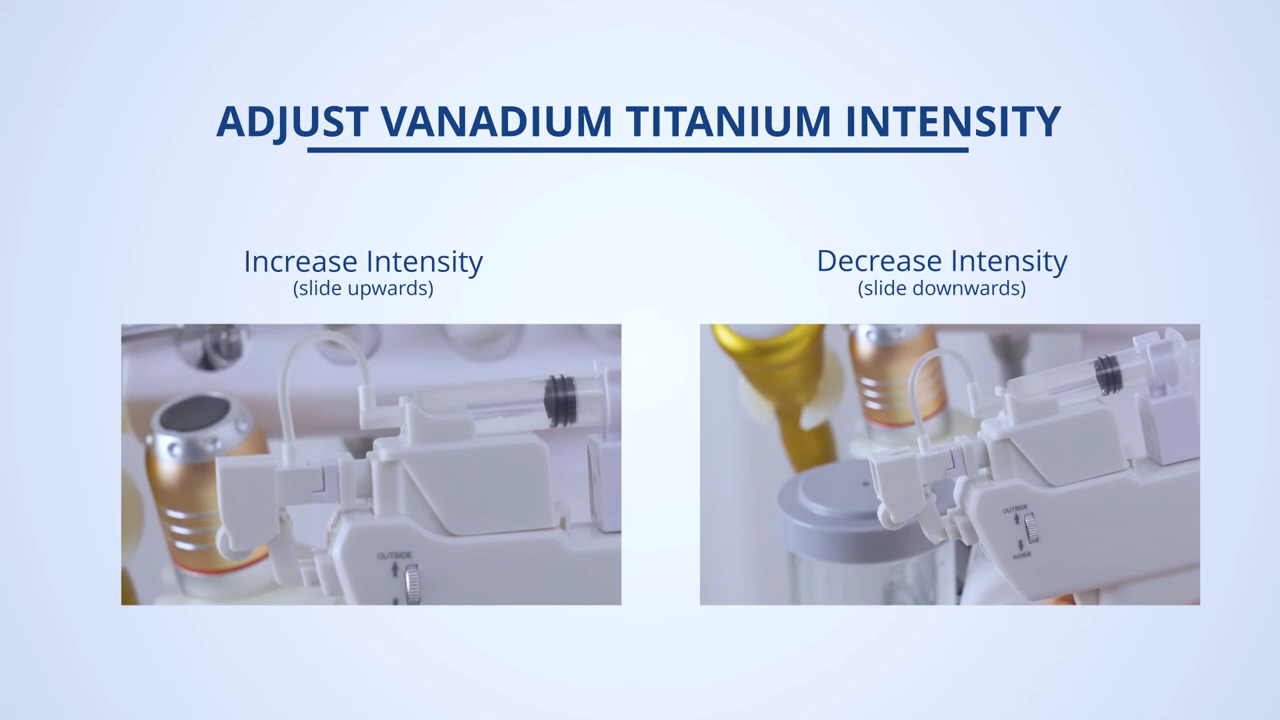 ADJUST VANADIUM TITANIUM INTENSITY
Increase Intensity
(slide upwards)
Decrease Intensity
(slide downwards)
OUTSIDE
OUTSIDE
INSIDE